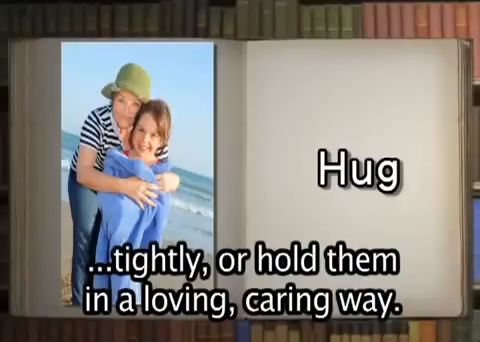 Hug
...tightly, or hold them
in a loving, caring way.